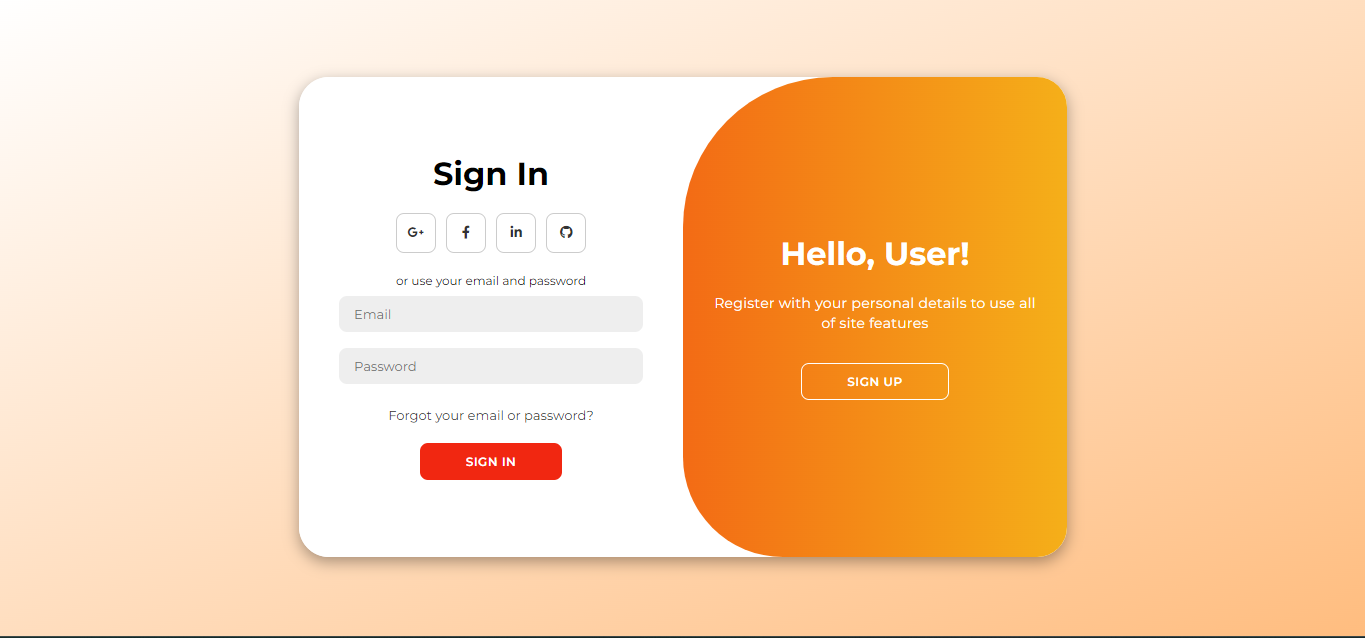 Sign In
G+ f in
or use your email and password
Email
Password
Forgot your email or password?
SIGN IN
Hello, User!
Register with your personal details to use all
of site features
SIGN UP